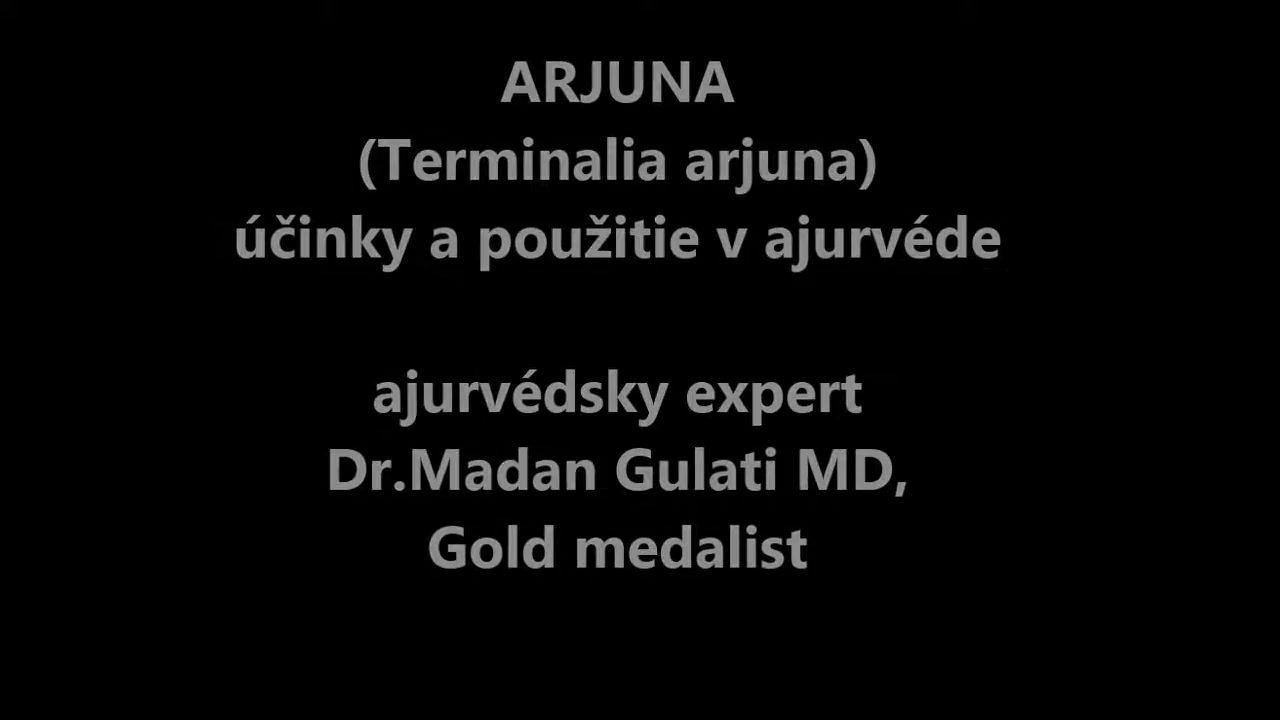 ARJUNA
(Terminalia arjuna)
účinky a použitie v ajurvéde
ajurvédsky expert
Dr.Madan Gulati MD,
Gold medalist